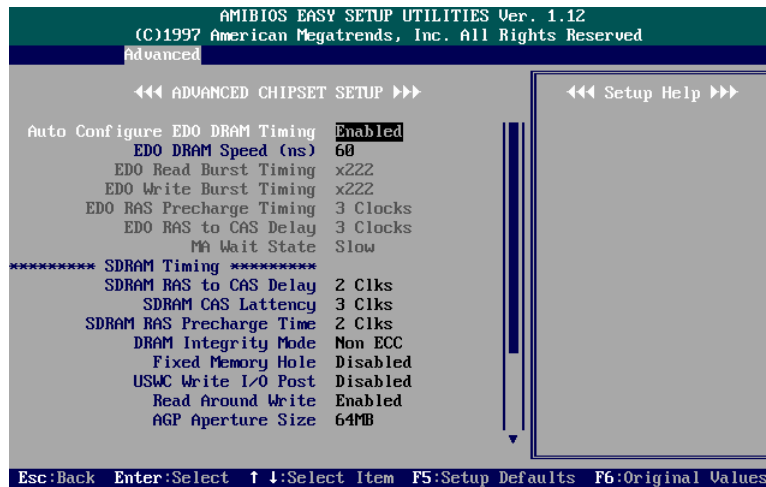 AMIBIOS EASY SETUP UTILITIES Ver. 1.12
(C)1997 American Megatrends, Inc. All Rights Reserved
Advanced
ADVANCED CHIPSET SETUP
Setup Help
Auto Configure EDO DRAM Timing Enabled
EDO DRAM Speed (ns) 60
EDO Read Burst Timing x222
EDO Write Burst Timing x222
EDO RAS Precharge Timing 3 Clocks
EDO RAS to CAS Delay 3 Clocks
MA Wait State Slow
********* SDRAM Timing *********
SDRAM RAS to CAS Delay 2 Clks
SDRAM CAS Lattency 3 Clks
SDRAM RAS Precharge Time 2 Clks
DRAM Integrity Mode Non ECC
Fixed Memory Hole Disabled
USWC Write I/O Post Disabled
Read Around Write Enabled
AGP Aperture Size 64MB
Esc:Back Enter:Select ↑ ↓:Select Item F5:Setup Defaults F6:Original Values